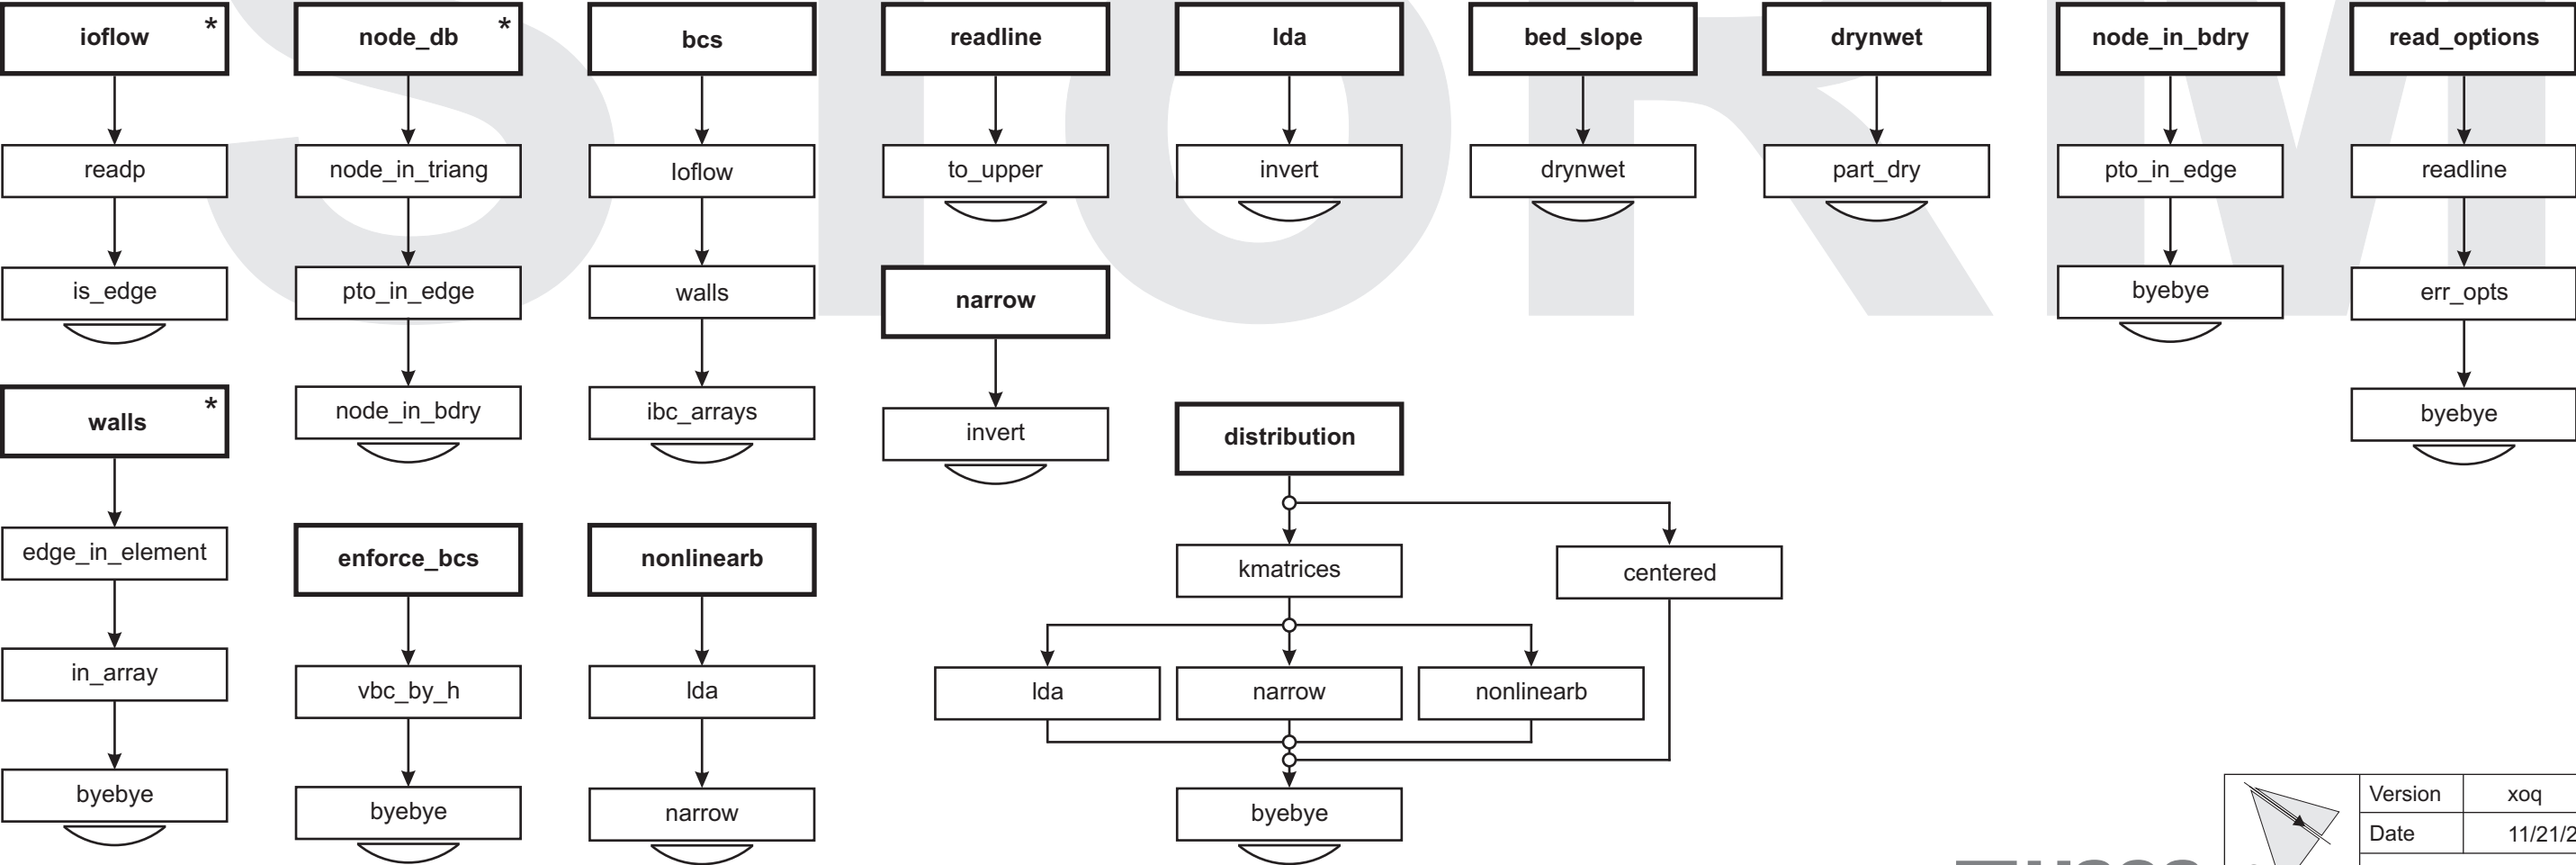 STORM
ioflow *
node_db *
bcs
readline
lda
bed_slope
drynwet
node_in_bdry
read_options
readp
node_in_triang
Ioflow
to_upper
invert
drynwet
part_dry
pto_in_edge
readline
is_edge
pto_in_edge
walls
narrow
byebye
err_opts
walls *
node_in_bdry
ibc_arrays
invert
distribution
byebye
edge_in_element
enforce_bcs
nonlinearb
kmatrices
centered
in_array
vbc_by_h
lda
lda
narrow
nonlinearb
byebye
byebye
narrow
byebye
Version xoq
Date 11/21/2